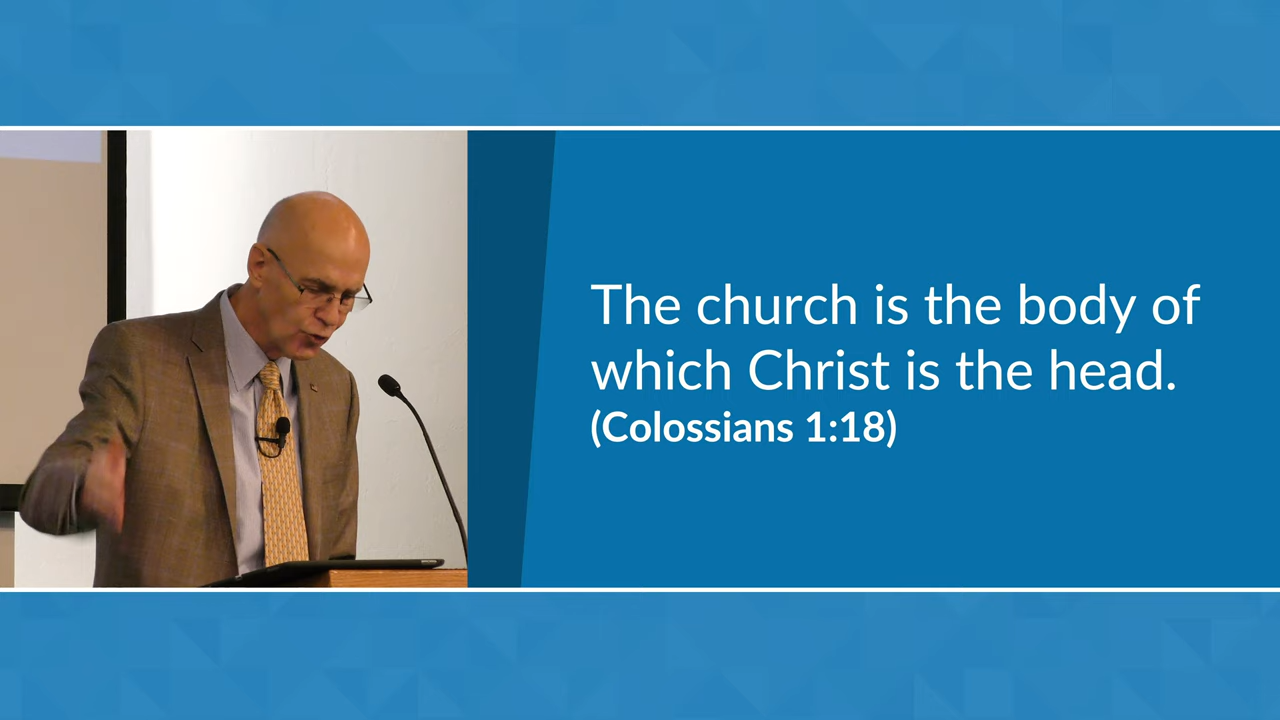 The church is the body of
which Christ is the head.
(Colossians 1:18)